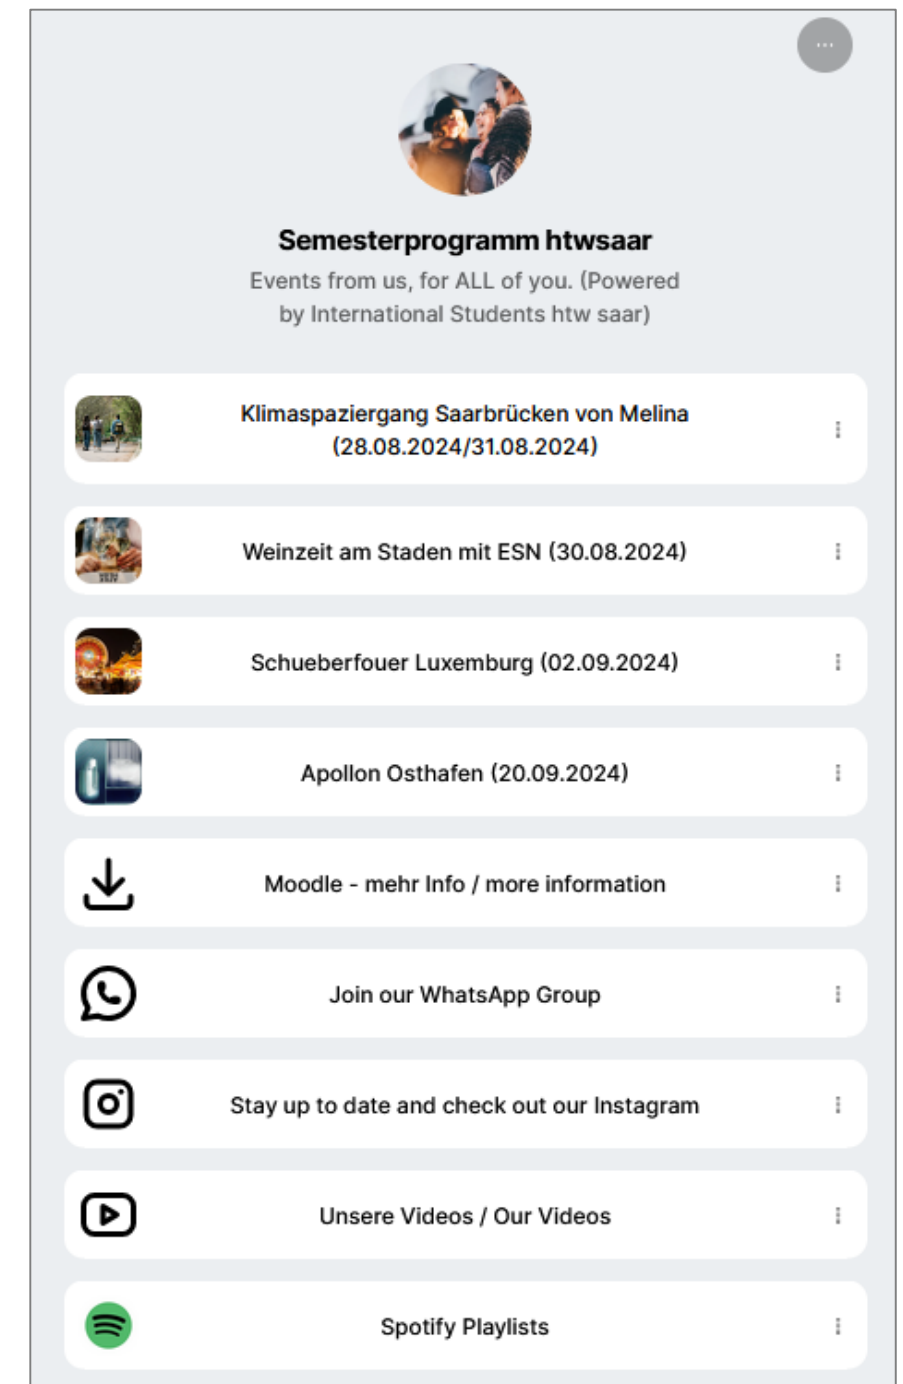 Semesterprogramm htwsaar
Events from us, for ALL of you. (Powered
by International Students htw saar)
Klimaspaziergang Saarbrücken von Melina
(28.08.2024/31.08.2024)
Weinzeit am Staden mit ESN (30.08.2024)
Schueberfouer Luxemburg (02.09.2024)
Apollon Osthafen (20.09.2024)
Moodle - mehr Info / more information
Join our WhatsApp Group
Stay up to date and check out our Instagram
Unsere Videos / Our Videos
Spotify Playlists